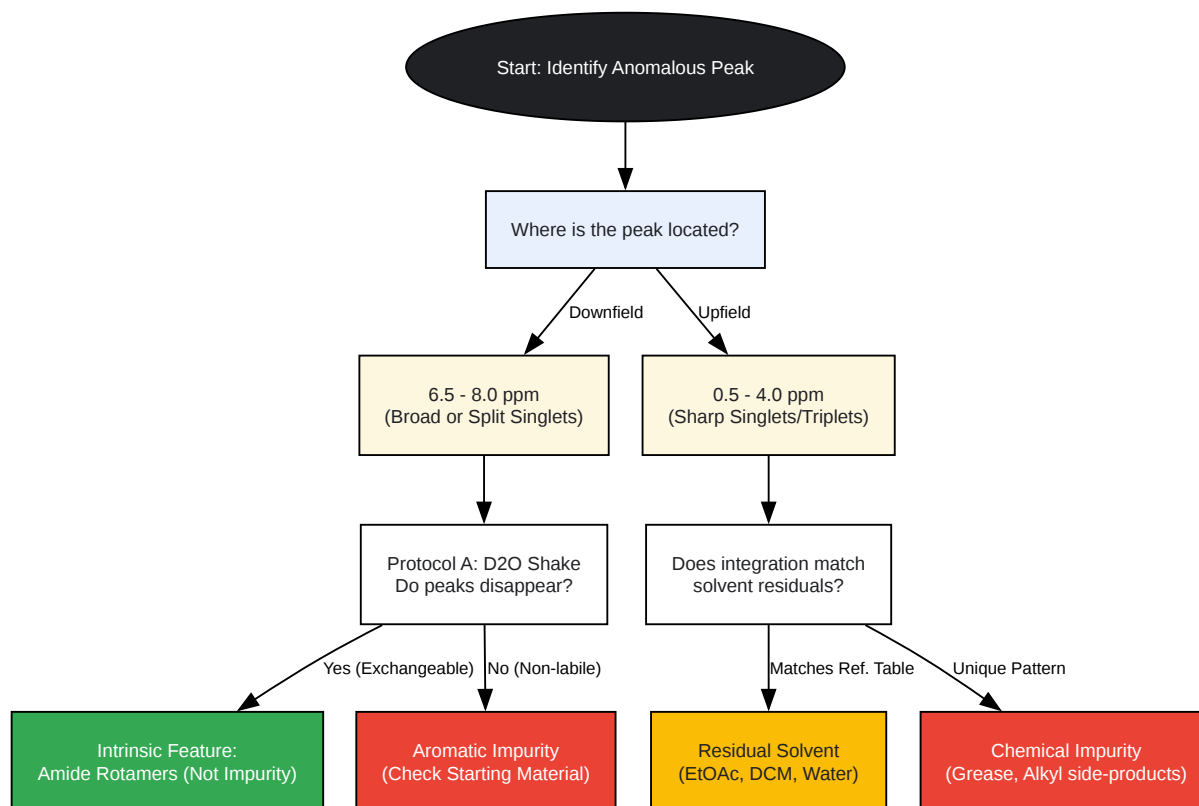 Start: Identify Anomalous Peak
Where is the peak located?
Downfield
Upfield
6.5 - 8.0 ppm
(Broad or Split Singlets)
0.5 - 4.0 ppm
(Sharp Singlets/Triplets)
Protocol A: D2O Shake
Do peaks disappear?
Does integration match
solvent residuals?
Yes (Exchangeable)
No (Non-labile)
Matches Ref. Table
Unique Pattern
Intrinsic Feature:
Amide Rotamers (Not Impurity)
Aromatic Impurity
(Check Starting Material)
Residual Solvent
(EtOAc, DCM, Water)
Chemical Impurity
(Grease, Alkyl side-products)